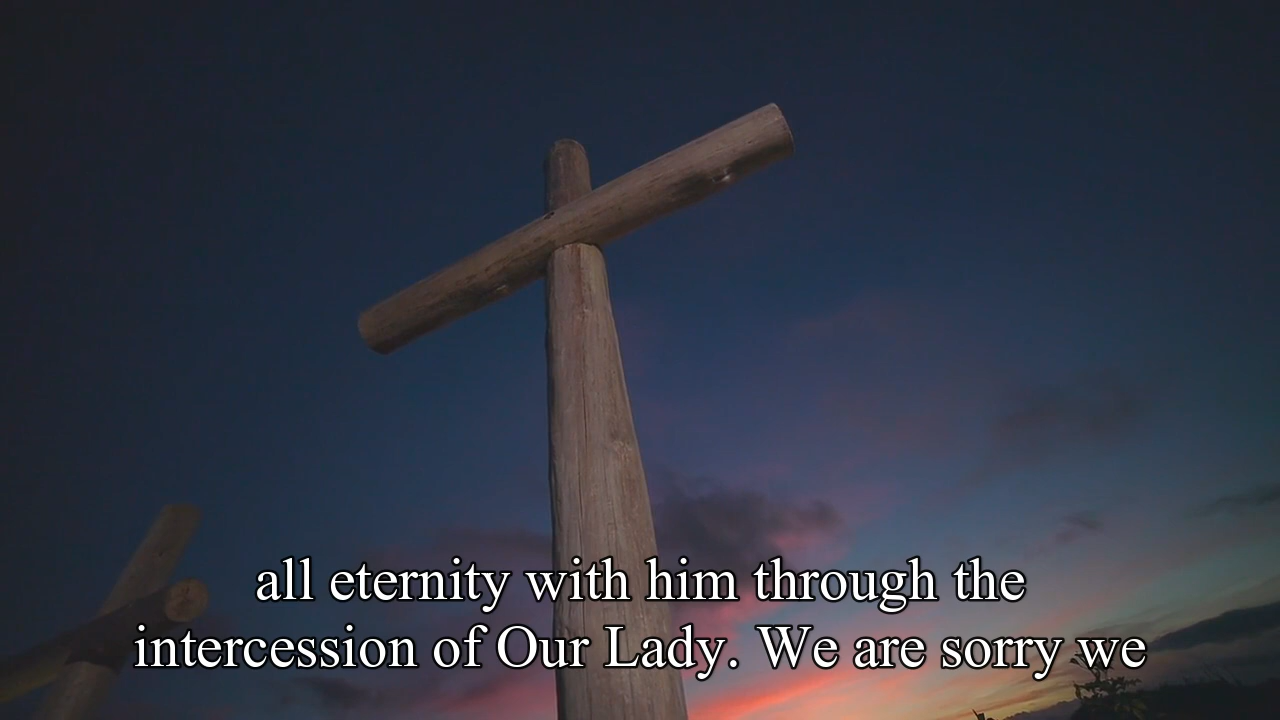 all eternity with him through the
intercession of Our Lady. We are sorry we